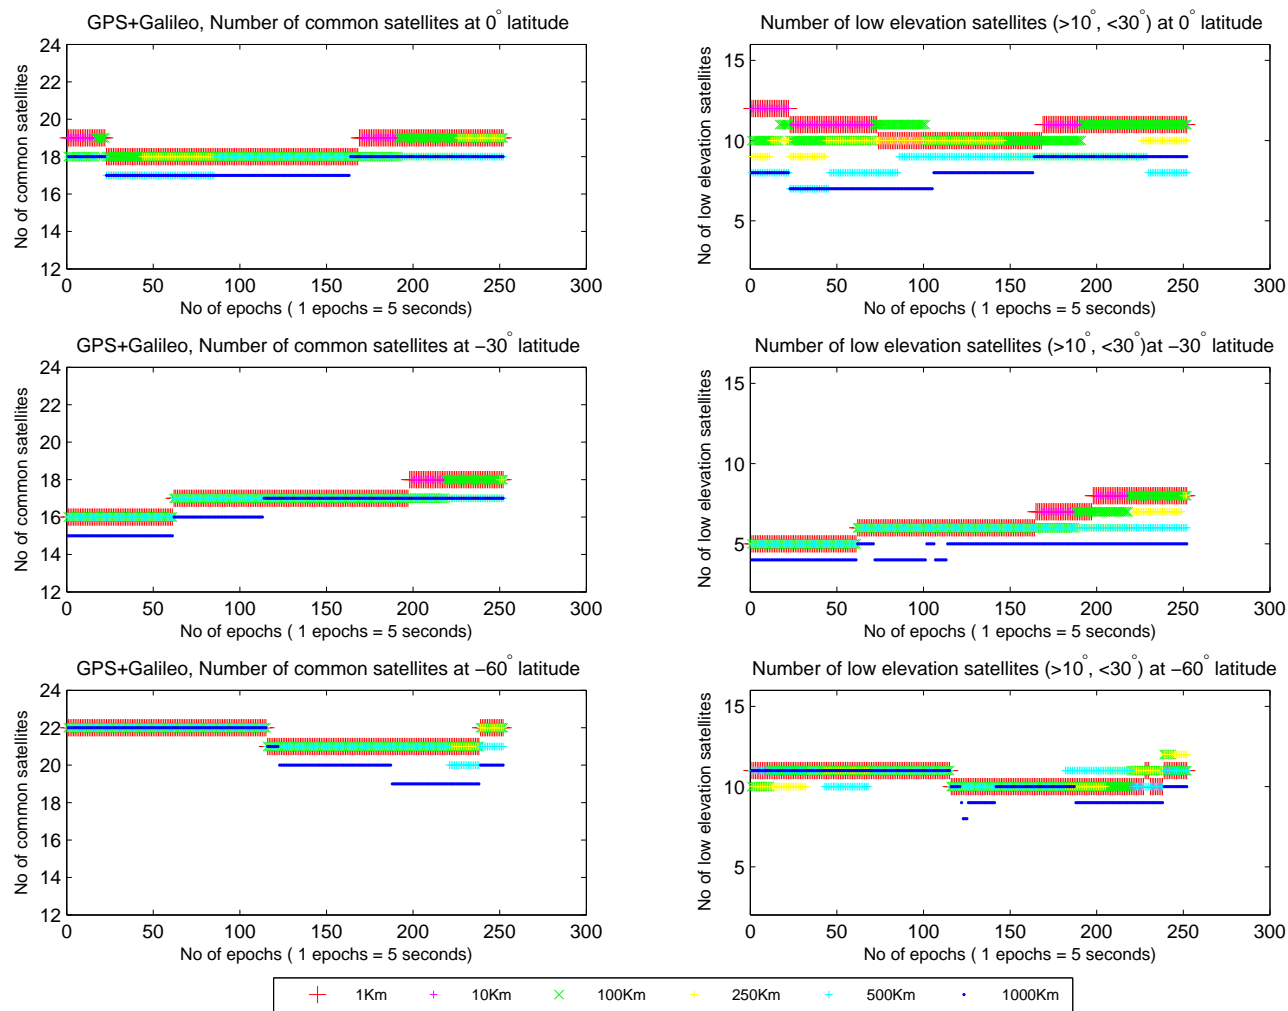 GPS+Galileo, Number of common satellites at 0° latitude
No of common satellites
24
22
20
18
16
14
12
0 50 100 150 200 250 300
No of epochs ( 1 epochs = 5 seconds)
Number of low elevation satellites (>10°, <30°) at 0° latitude
No of low elevation satellites
15
10
5
0 50 100 150 200 250 300
No of epochs ( 1 epochs = 5 seconds)
GPS+Galileo, Number of common satellites at −30° latitude
No of common satellites
24
22
20
18
16
14
12
0 50 100 150 200 250 300
No of epochs ( 1 epochs = 5 seconds)
Number of low elevation satellites (>10°, <30°)at −30° latitude
No of low elevation satellites
15
10
5
0 50 100 150 200 250 300
No of epochs ( 1 epochs = 5 seconds)
GPS+Galileo, Number of common satellites at −60° latitude
No of common satellites
24
22
20
18
16
14
12
0 50 100 150 200 250 300
No of epochs ( 1 epochs = 5 seconds)
Number of low elevation satellites (>10°, <30°) at −60° latitude
No of low elevation satellites
15
10
5
0 50 100 150 200 250 300
No of epochs ( 1 epochs = 5 seconds)
1Km 10Km 100Km 250Km 500Km 1000Km